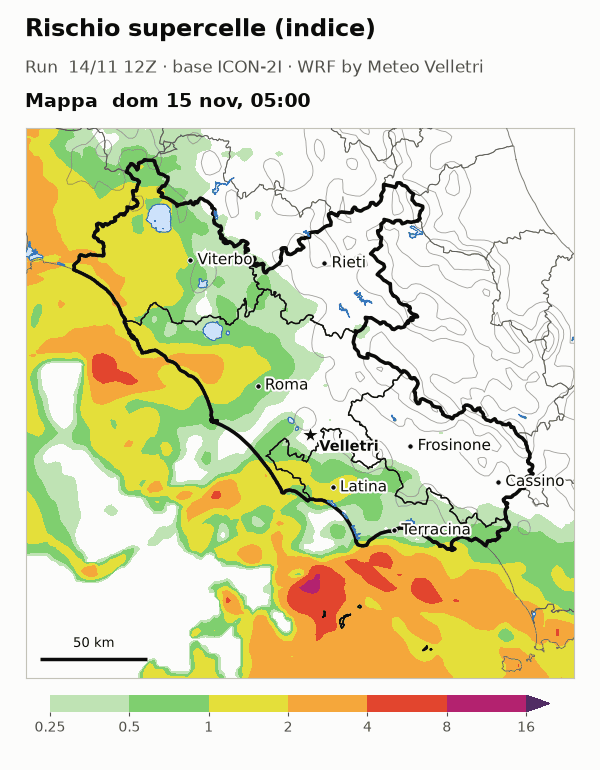 Rischio supercelle (indice)
Run  14/11 12Z · base ICON-2I · WRF by Meteo Velletri
Mappa  dom 15 nov, 05:00
Viterbo
Rieti
Roma
Velletri
Frosinone
Cassino
Latina
Terracina
50 km
0.25 0.5 1 2 4 8 16